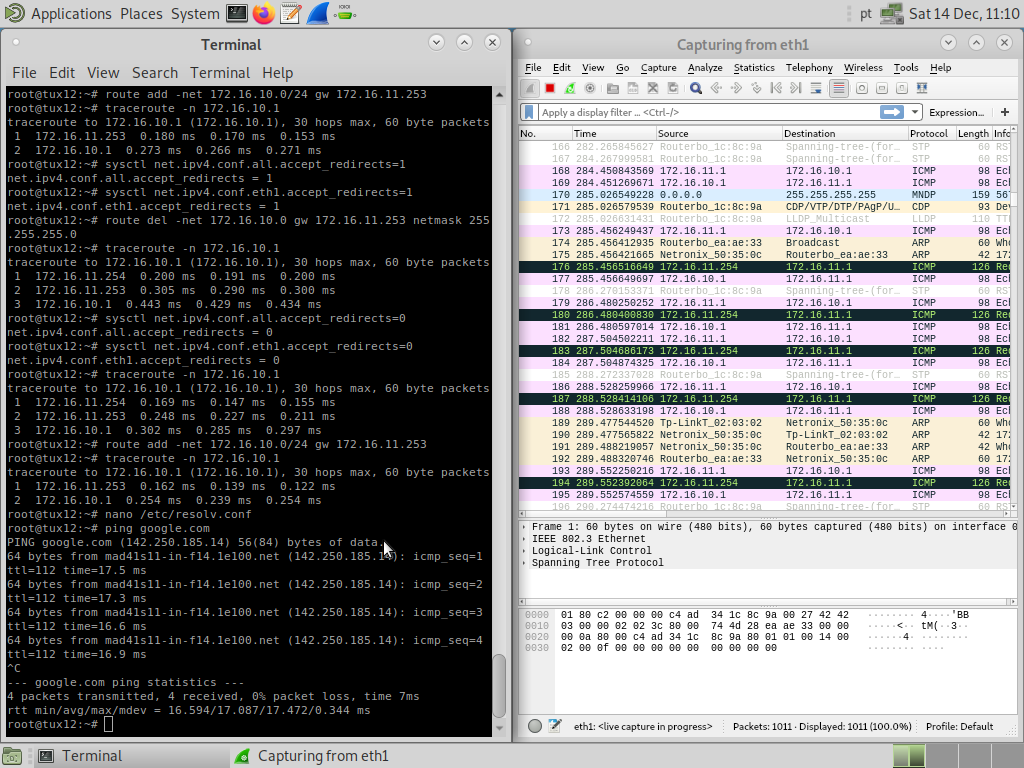 Applications Places System
pt Sat 14 Dec, 11:10
Terminal
File Edit View Search Terminal Help
root@tux12:~# route add -net 172.16.10.0/24 gw 172.16.11.253
root@tux12:~# traceroute -n 172.16.10.1
traceroute to 172.16.10.1 (172.16.10.1), 30 hops max, 60 byte packets
1 172.16.11.253 0.180 ms 0.170 ms 0.153 ms
2 172.16.10.1 0.273 ms 0.266 ms 0.271 ms
root@tux12:~# sysctl net.ipv4.conf.all.accept_redirects=1
net.ipv4.conf.all.accept_redirects = 1
root@tux12:~# sysctl net.ipv4.conf.eth1.accept_redirects=1
net.ipv4.conf.eth1.accept_redirects = 1
root@tux12:~# route del -net 172.16.10.0 gw 172.16.11.253 netmask 255
.255.255.0
root@tux12:~# traceroute -n 172.16.10.1
traceroute to 172.16.10.1 (172.16.10.1), 30 hops max, 60 byte packets
1 172.16.11.254 0.200 ms 0.191 ms 0.200 ms
2 172.16.11.253 0.305 ms 0.290 ms 0.300 ms
3 172.16.10.1 0.443 ms 0.429 ms 0.434 ms
root@tux12:~# sysctl net.ipv4.conf.all.accept_redirects=0
net.ipv4.conf.all.accept_redirects = 0
root@tux12:~# sysctl net.ipv4.conf.eth1.accept_redirects=0
net.ipv4.conf.eth1.accept_redirects = 0
root@tux12:~# traceroute -n 172.16.10.1
traceroute to 172.16.10.1 (172.16.10.1), 30 hops max, 60 byte packets
1 172.16.11.254 0.169 ms 0.147 ms 0.155 ms
2 172.16.11.253 0.248 ms 0.227 ms 0.211 ms
3 172.16.10.1 0.302 ms 0.285 ms 0.297 ms
root@tux12:~# route add -net 172.16.10.0/24 gw 172.16.11.253
root@tux12:~# traceroute -n 172.16.10.1
traceroute to 172.16.10.1 (172.16.10.1), 30 hops max, 60 byte packets
1 172.16.11.253 0.162 ms 0.139 ms 0.122 ms
2 172.16.10.1 0.254 ms 0.239 ms 0.254 ms
root@tux12:~# nano /etc/resolv.conf
root@tux12:~# ping google.com
PING google.com (142.250.185.14) 56(84) bytes of data.
64 bytes from mad41s11-in-f14.1e100.net (142.250.185.14): icmp_seq=1
ttl=112 time=17.5 ms
64 bytes from mad41s11-in-f14.1e100.net (142.250.185.14): icmp_seq=2
ttl=112 time=17.3 ms
64 bytes from mad41s11-in-f14.1e100.net (142.250.185.14): icmp_seq=3
ttl=112 time=16.6 ms
64 bytes from mad41s11-in-f14.1e100.net (142.250.185.14): icmp_seq=4
ttl=112 time=16.9 ms
^C
--- google.com ping statistics ---
4 packets transmitted, 4 received, 0% packet loss, time 7ms
rtt min/avg/max/mdev = 16.594/17.087/17.472/0.344 ms
root@tux12:~#
Capturing from eth1
File Edit View Go Capture Analyze Statistics Telephony Wireless Tools Help
Apply a display filter ... <Ctrl-/> Expression... +
No. Time Source Destination Protocol Length Info
166 282.265845627 Routerbo_1c:8c:9a Spanning-tree-(for… STP 60 RS
167 284.267999581 Routerbo_1c:8c:9a Spanning-tree-(for… STP 60 RS
168 284.450843569 172.16.11.1 172.16.10.1 ICMP 98 Ec
169 284.451269671 172.16.10.1 172.16.11.1 ICMP 98 Ec
170 285.026549228 0.0.0.0 255.255.255.255 MNDP 159 56
171 285.026579539 Routerbo_1c:8c:9a CDP/VTP/DTP/PAgP/U… CDP 93 De
172 285.026631431 Routerbo_1c:8c:9a LLDP_Multicast LLDP 110 TT
173 285.456249437 172.16.11.1 172.16.10.1 ICMP 98 Ec
174 285.456412935 Routerbo_ea:ae:33 Broadcast ARP 60 Wh
175 285.456421665 Netronix_50:35:0c Routerbo_ea:ae:33 ARP 42 17
176 285.456516649 172.16.11.254 172.16.11.1 ICMP 126 Re
177 285.456649697 172.16.10.1 172.16.11.1 ICMP 98 Ec
178 286.270153371 Routerbo_1c:8c:9a Spanning-tree-(for… STP 60 RS
179 286.480250252 172.16.11.1 172.16.10.1 ICMP 98 Ec
180 286.480400830 172.16.11.254 172.16.11.1 ICMP 126 Re
181 286.480597014 172.16.10.1 172.16.11.1 ICMP 98 Ec
182 287.504502211 172.16.11.1 172.16.10.1 ICMP 98 Ec
183 287.504686173 172.16.11.254 172.16.11.1 ICMP 126 Re
184 287.504874325 172.16.10.1 172.16.11.1 ICMP 98 Ec
185 288.272337028 Routerbo_1c:8c:9a Spanning-tree-(for… STP 60 RS
186 288.528259966 172.16.11.1 172.16.10.1 ICMP 98 Ec
187 288.528414106 172.16.11.254 172.16.11.1 ICMP 126 Re
188 288.528633198 172.16.10.1 172.16.11.1 ICMP 98 Ec
189 289.477544520 Tp-LinkT_02:03:02 Netronix_50:35:0c ARP 60 Wh
190 289.477565822 Netronix_50:35:0c Tp-LinkT_02:03:02 ARP 42 17
191 289.488219057 Netronix_50:35:0c Routerbo_ea:ae:33 ARP 42 Wh
192 289.488320746 Routerbo_ea:ae:33 Netronix_50:35:0c ARP 60 17
193 289.552250216 172.16.11.1 172.16.10.1 ICMP 98 Ec
194 289.552392064 172.16.11.254 172.16.11.1 ICMP 126 Re
195 289.552574559 172.16.10.1 172.16.11.1 ICMP 98 Ec
196 290.274474167 Routerbo_1c:8c:9a Spanning-tree-(for… STP 60 RS
Frame 1: 60 bytes on wire (480 bits), 60 bytes captured (480 bits) on interface 0
IEEE 802.3 Ethernet
Logical-Link Control
Spanning Tree Protocol
0000 01 80 c2 00 00 00 c4 ad 34 1c 8c 9a 00 27 42 42 ········ 4····'BB
0010 03 00 00 02 02 3c 80 00 74 4d 28 ea ae 33 00 00 ·····<·· tM(··3··
0020 00 0a 80 00 c4 ad 34 1c 8c 9a 80 01 01 00 14 00 ······4· ········
0030 02 00 0f 00 00 00 00 00 00 00 00 00 ········ ····
eth1: <live capture in progress> Packets: 1011 · Displayed: 1011 (100.0%) Profile: Default
Terminal
Capturing from eth1